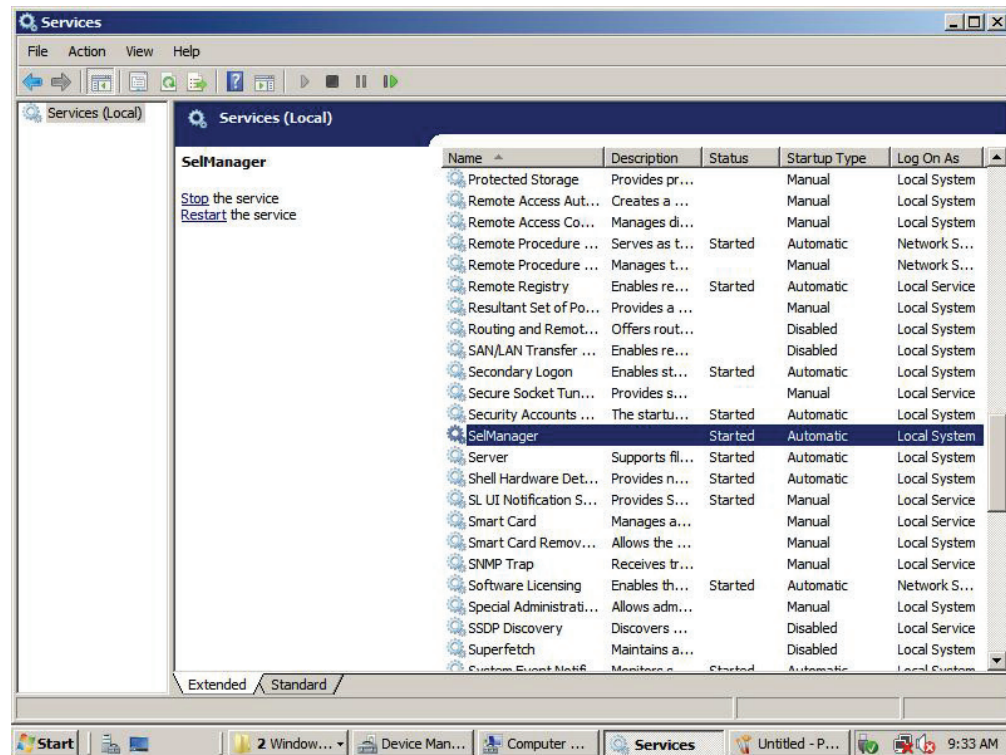 Services
File Action View Help
Services (Local)
Services (Local)
SelManager
Stop the service
Restart the service
Name Description Status Startup Type Log On As
Protected Storage Provides pr... Manual Local System
Remote Access Aut... Creates a ... Manual Local System
Remote Access Co... Manages di... Manual Local System
Remote Procedure ... Serves as t... Started Automatic Network S...
Remote Procedure ... Manages t... Manual Network S...
Remote Registry Enables re... Started Automatic Local Service
Resultant Set of Po... Provides a ... Manual Local System
Routing and Remot... Offers rout... Disabled Local System
SAN/LAN Transfer ... Enables re... Disabled Local System
Secondary Logon Enables st... Started Automatic Local System
Secure Socket Tun... Provides s... Manual Local Service
Security Accounts ... The startu... Started Automatic Local System
SelManager Started Automatic Local System
Server Supports fil... Started Automatic Local System
Shell Hardware Det... Provides n... Started Automatic Local System
SL UI Notification S... Provides S... Started Manual Local Service
Smart Card Manages a... Manual Local Service
Smart Card Remov... Allows the ... Manual Local System
SNMP Trap Receives tr... Manual Local Service
Software Licensing Enables th... Started Automatic Network S...
Special Administrati... Allows adm... Manual Local System
SSDP Discovery Discovers ... Disabled Local Service
Superfetch Maintains a... Disabled Local System
System Event Notifi... Monitors s... Started Automatic Local System
Extended Standard
Start 2 Window... Device Man... Computer ... Services Untitled - P... 9:33 AM